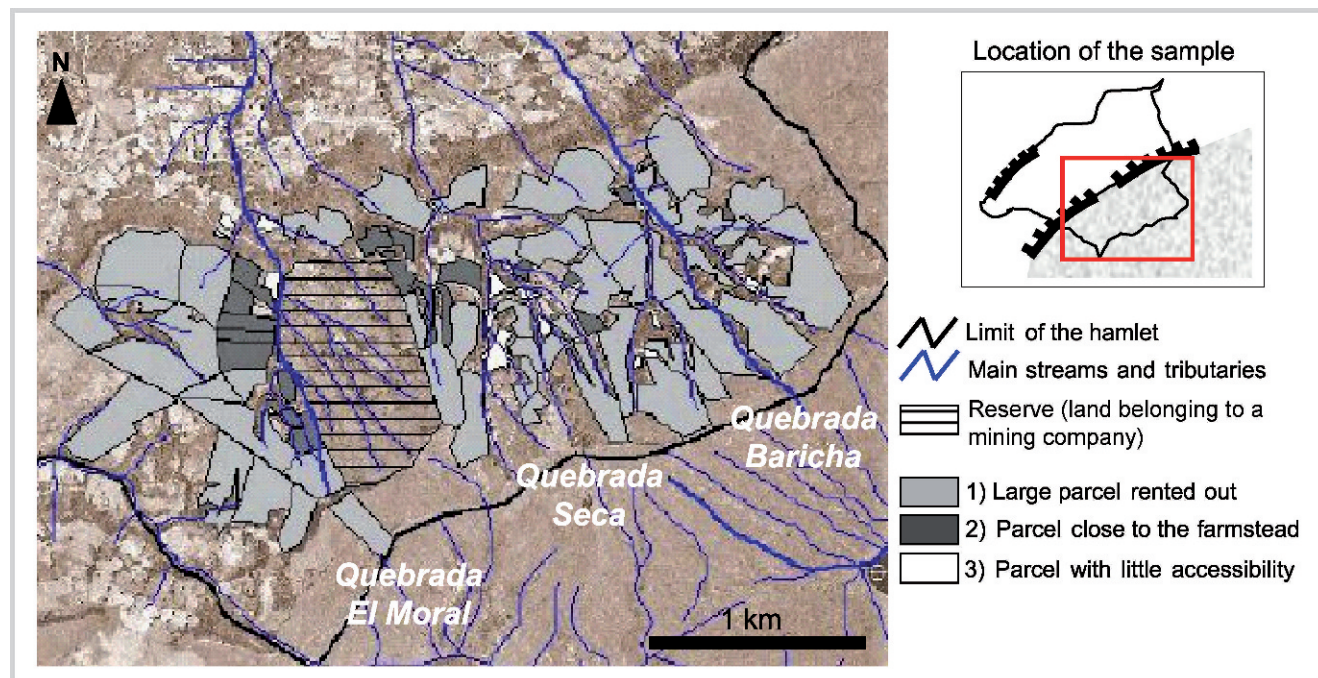 N
Quebrada
El Moral
Quebrada
Seca
Quebrada
Baricha
1 km
Location of the sample
Limit of the hamlet
Main streams and tributaries
Reserve (land belonging to a
mining company)
1) Large parcel rented out
2) Parcel close to the farmstead
3) Parcel with little accessibility